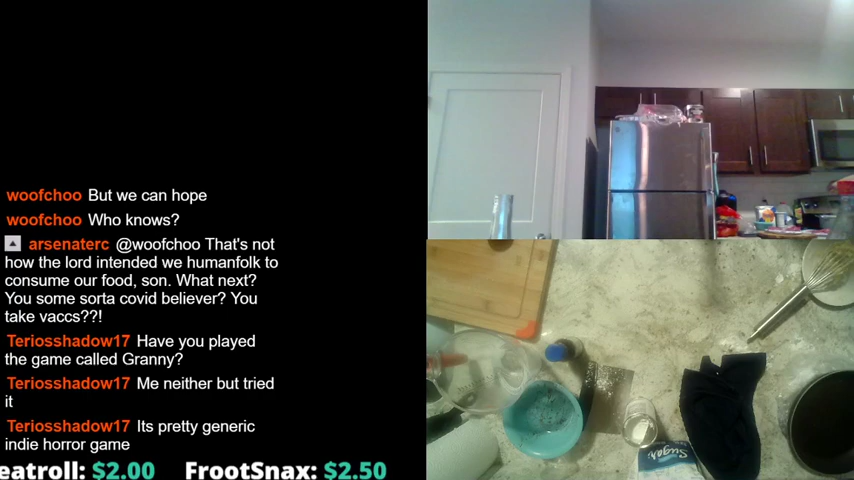 woofchoo But we can hope
woofchoo Who knows?
arsenaterc @woofchoo That's not
how the lord intended we humanfolk to
consume our food, son. What next?
You some sorta covid believer? You
take vaccs??!
Teriosshadow17 Have you played
the game called Granny?
Teriosshadow17 Me neither but tried
it
Teriosshadow17 Its pretty generic
indie horror game
eatroll: $2.00 FrootSnax: $2.50
Sugar